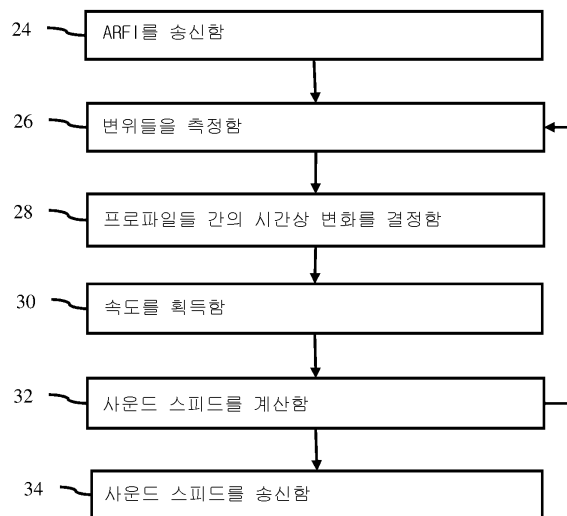 24
ARFI를 송신함
26
변위들을 측정함
28
프로파일들 간의 시간상 변화를 결정함
30
속도를 획득함
32
사운드 스피드를 계산함
34
사운드 스피드를 송신함